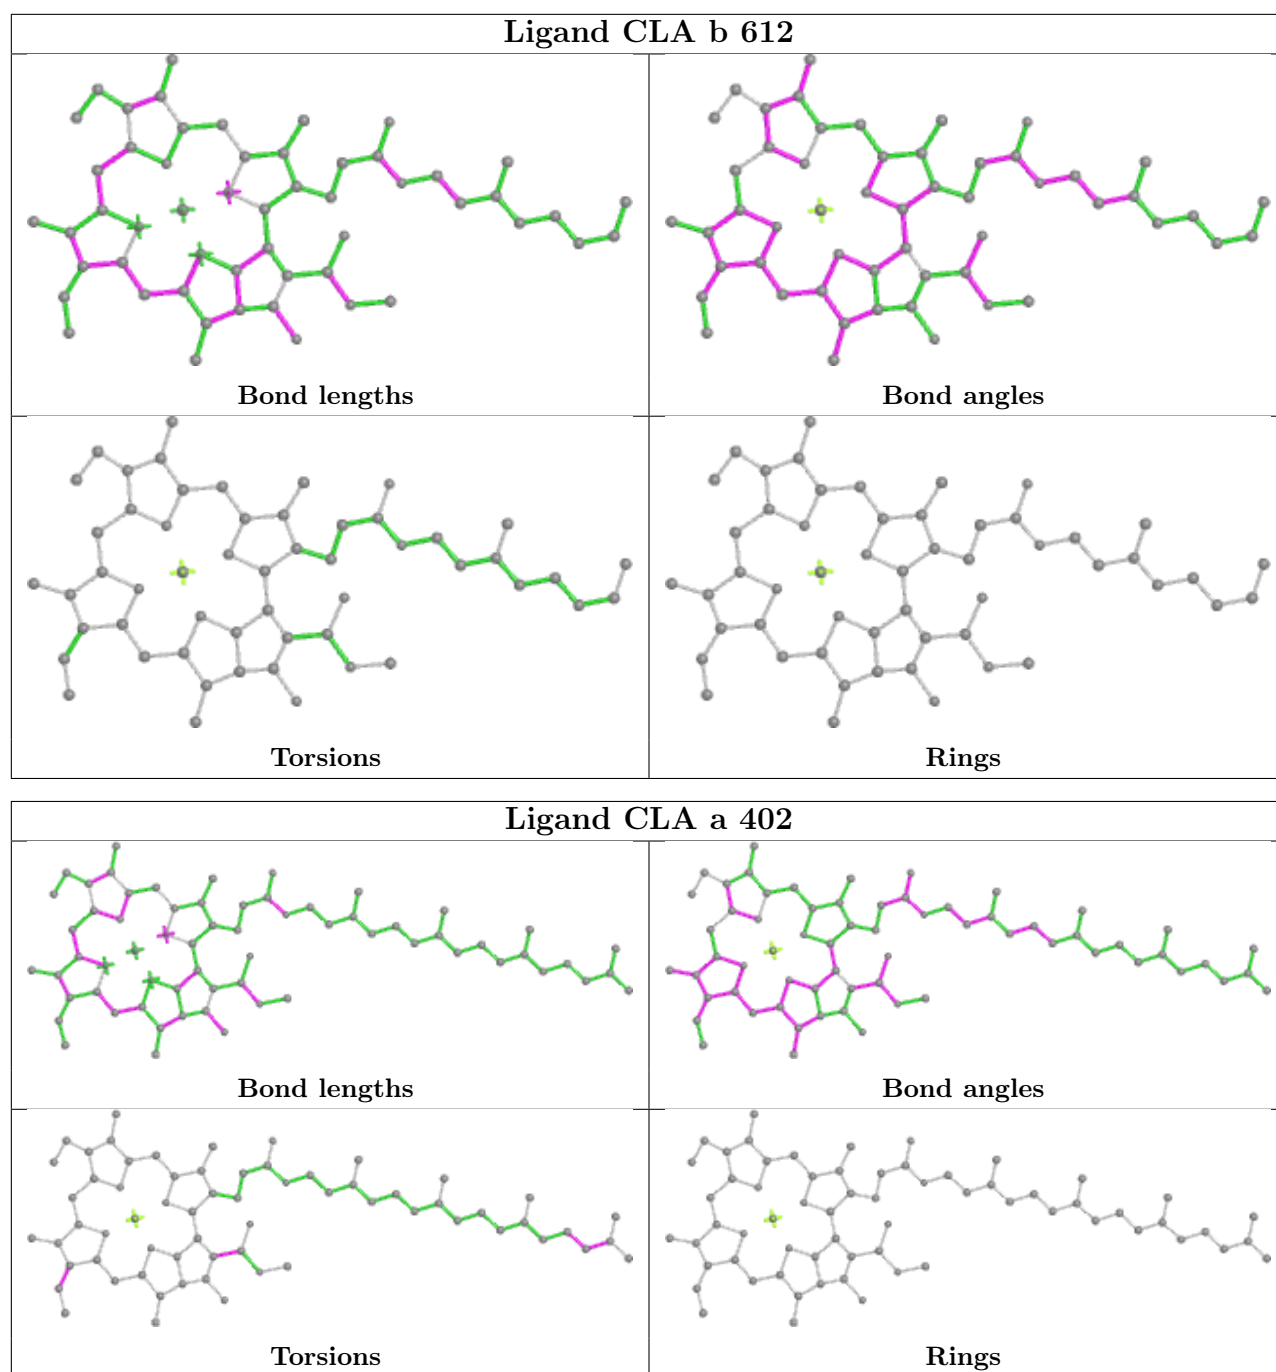 Ligand CLA b 612
Bond lengths
Bond angles
Torsions
Rings
Ligand CLA a 402
Bond lengths
Bond angles
Torsions
Rings